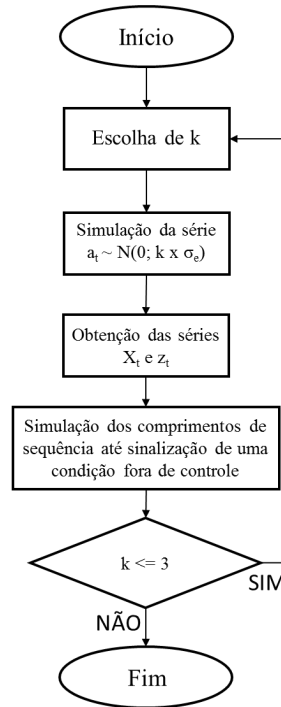 Início
Escolha de k
Simulação da série
aₜ ~ N(0; k x σₑ)
Obtenção das séries
Xₜ e zₜ
Simulação dos comprimentos de
sequência até sinalização de uma
condição fora de controle
k <= 3
SIM
NÃO
Fim